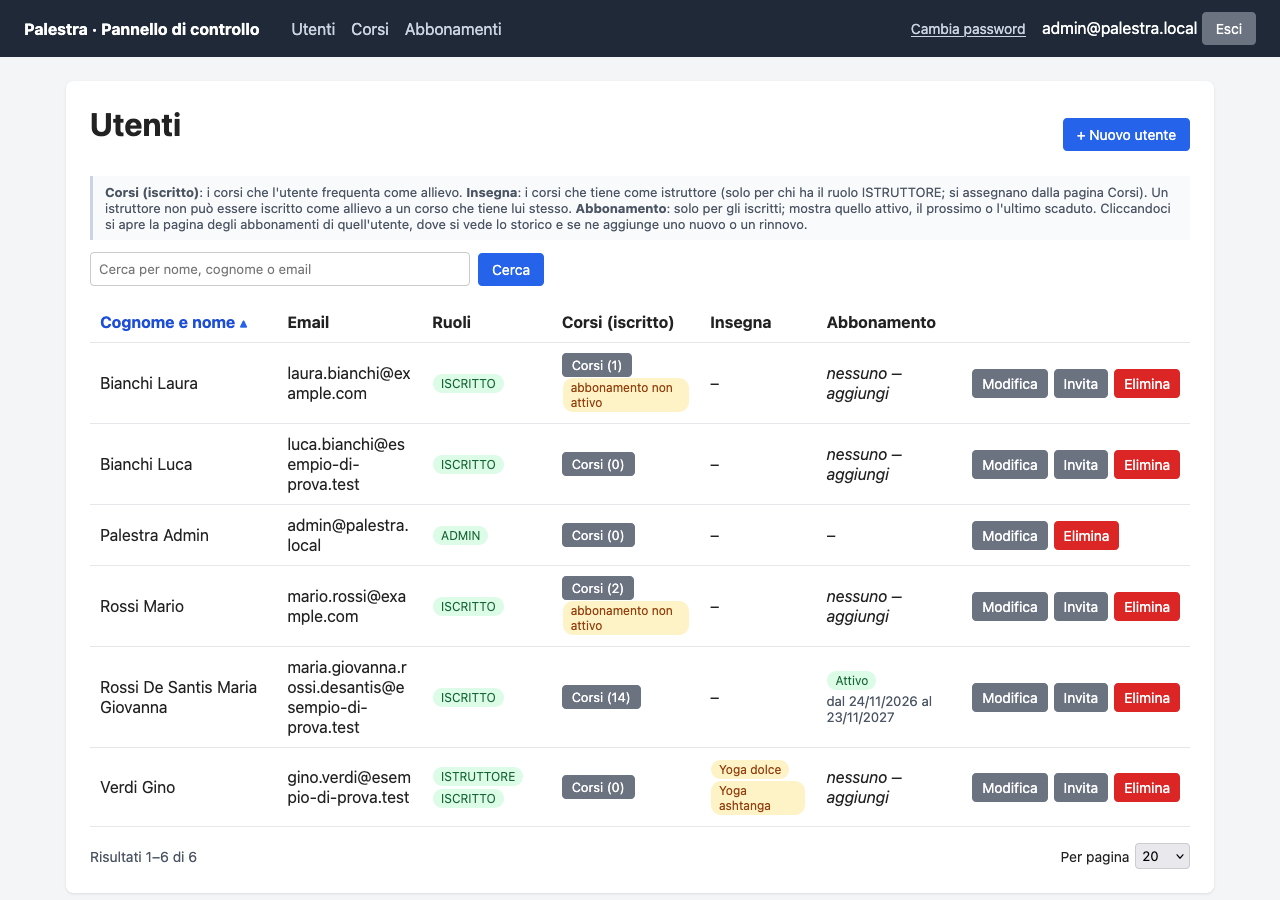 Palestra · Pannello di controllo Utenti Corsi Abbonamenti Cambia password admin@palestra.local Esci
Utenti
+ Nuovo utente
Corsi (iscritto): i corsi che l'utente frequenta come allievo. Insegna: i corsi che tiene come istruttore (solo per chi ha il ruolo ISTRUTTORE; si assegnano dalla pagina Corsi). Un
istruttore non può essere iscritto come allievo a un corso che tiene lui stesso. Abbonamento: solo per gli iscritti; mostra quello attivo, il prossimo o l'ultimo scaduto. Cliccandoci
si apre la pagina degli abbonamenti di quell'utente, dove si vede lo storico e se ne aggiunge uno nuovo o un rinnovo.
Cerca per nome, cognome o email Cerca
Cognome e nome ▲ Email Ruoli Corsi (iscritto) Insegna Abbonamento
Bianchi Laura
laura.bianchi@ex
ample.com
ISCRITTO
Corsi (1)
abbonamento non
attivo
–
nessuno —
aggiungi
Modifica Invita Elimina
Bianchi Luca
luca.bianchi@es
empio-di-
prova.test
ISCRITTO
Corsi (0)
–
nessuno —
aggiungi
Modifica Invita Elimina
Palestra Admin
admin@palestra.
local
ADMIN
Corsi (0)
–
–
Modifica Elimina
Rossi Mario
mario.rossi@exa
mple.com
ISCRITTO
Corsi (2)
abbonamento non
attivo
–
nessuno —
aggiungi
Modifica Invita Elimina
Rossi De Santis Maria
Giovanna
maria.giovanna.r
ossi.desantis@e
sempio-di-
prova.test
ISCRITTO
Corsi (14)
–
Attivo
dal 24/11/2026 al
23/11/2027
Modifica Invita Elimina
Verdi Gino
gino.verdi@esem
pio-di-prova.test
ISTRUTTORE
ISCRITTO
Corsi (0)
Yoga dolce
Yoga
ashtanga
nessuno —
aggiungi
Modifica Invita Elimina
Risultati 1–6 di 6
Per pagina 20